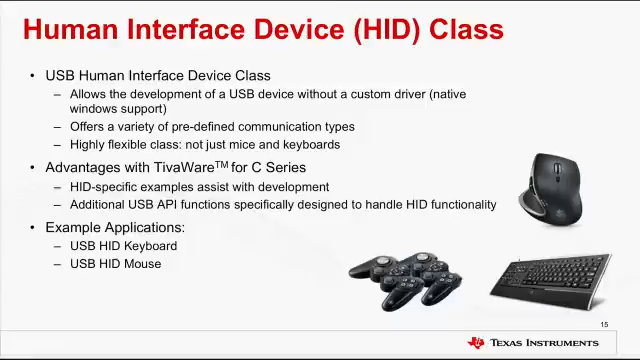 Human Interface Device (HID) Class
• USB Human Interface Device Class
– Allows the development of a USB device without a custom driver (native
windows support)
– Offers a variety of pre-defined communication types
– Highly flexible class: not just mice and keyboards
• Advantages with TivaWare™ for C Series
– HID-specific examples assist with development
– Additional USB API functions specifically designed to handle HID functionality
• Example Applications:
– USB HID Keyboard
– USB HID Mouse
15
TEXAS INSTRUMENTS